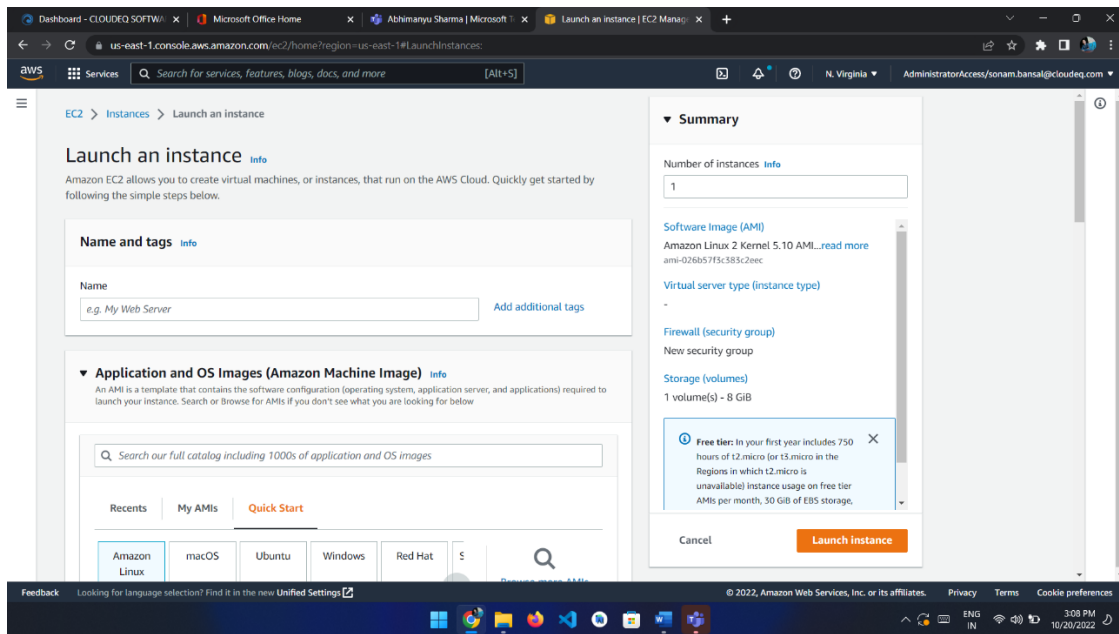 Dashboard - CLOUDEQ SOFTWA
Microsoft Office Home
Abhimanyu Sharma | Microsoft T
Launch an instance | EC2 Manage
us-east-1.console.aws.amazon.com/ec2/home?region=us-east-1#LaunchInstances:
aws
Services
Search for services, features, blogs, docs, and more
[Alt+S]
N. Virginia
AdministratorAccess/sonam.bansal@cloudeq.com
EC2 > Instances > Launch an instance
Launch an instance Info
Amazon EC2 allows you to create virtual machines, or instances, that run on the AWS Cloud. Quickly get started by
following the simple steps below.
Name and tags Info
Name
e.g. My Web Server
Add additional tags
Application and OS Images (Amazon Machine Image) Info
An AMI is a template that contains the software configuration (operating system, application server, and applications) required to
launch your instance. Search or Browse for AMIs if you don't see what you are looking for below
Search our full catalog including 1000s of application and OS images
Recents
My AMIs
Quick Start
Amazon
Linux
macOS
Ubuntu
Windows
Red Hat
S
Browse more AMIs
Summary
Number of instances Info
1
Software Image (AMI)
Amazon Linux 2 Kernel 5.10 AMI...read more
ami-026b57f3c383c2eec
Virtual server type (instance type)
-
Firewall (security group)
New security group
Storage (volumes)
1 volume(s) - 8 GiB
Free tier: In your first year includes 750
hours of t2.micro (or t3.micro in the
Regions in which t2.micro is
unavailable) instance usage on free tier
AMIs per month, 30 GiB of EBS storage,
Cancel
Launch instance
Feedback
Looking for language selection? Find it in the new Unified Settings
© 2022, Amazon Web Services, Inc. or its affiliates.
Privacy
Terms
Cookie preferences
ENG
IN
3:08 PM
10/20/2022